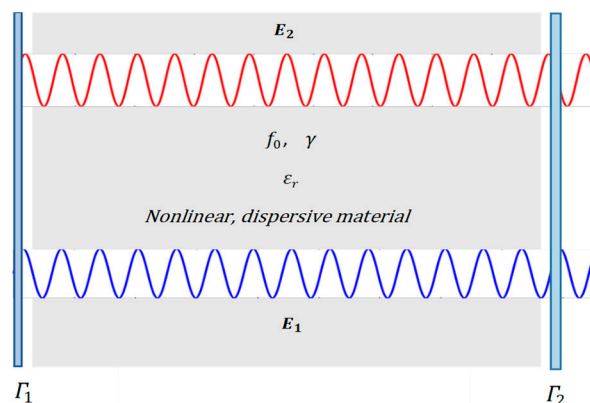 E₂
f₀, γ
εᵣ
Nonlinear, dispersive material
E₁
Γ₁ Γ₂